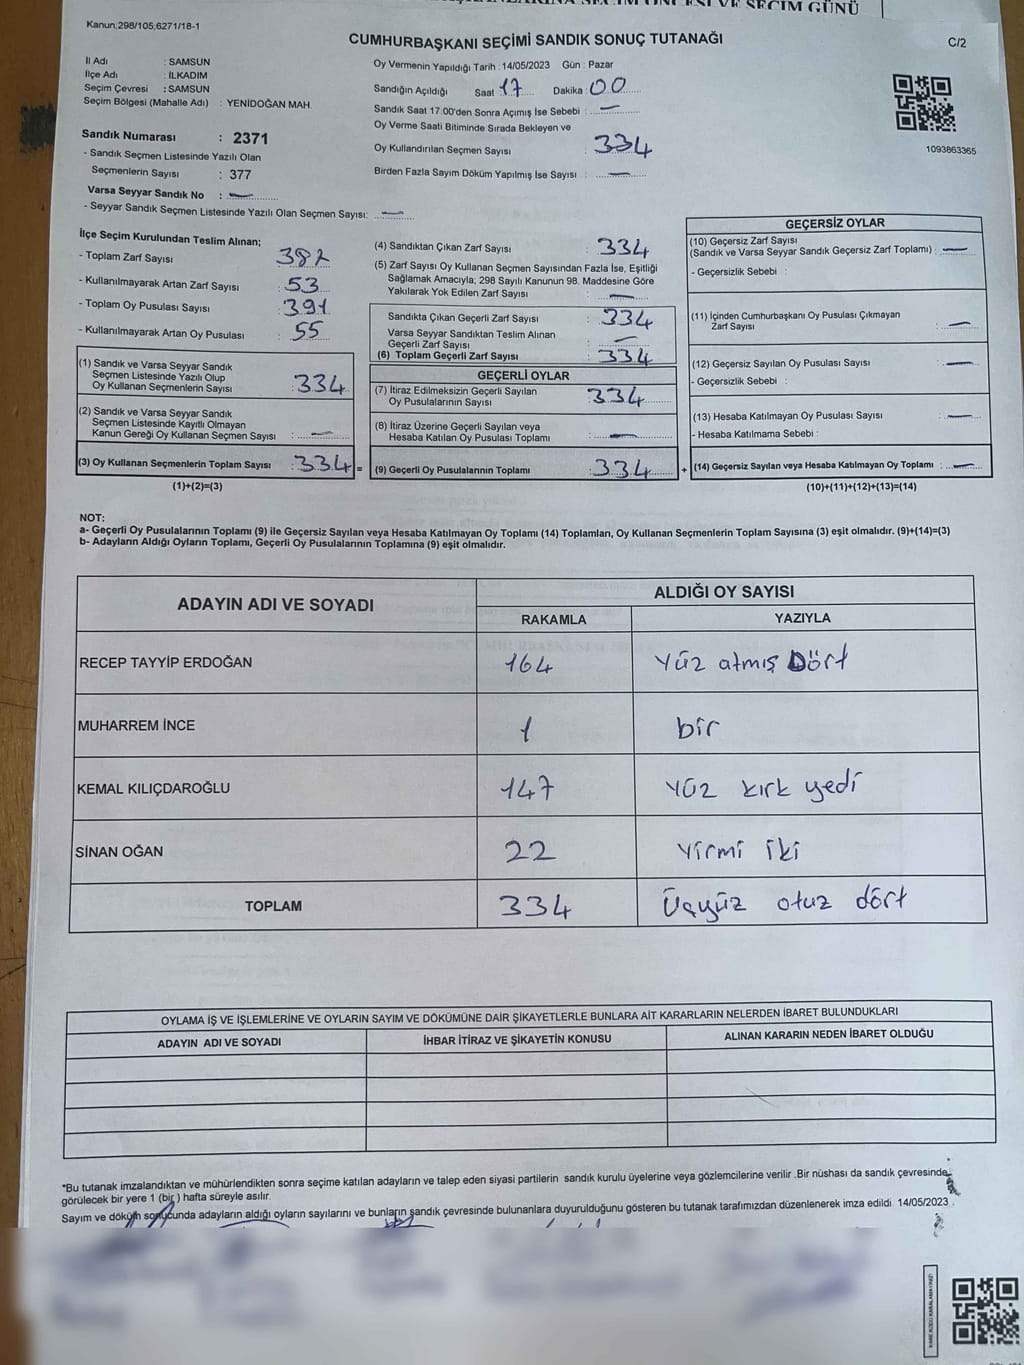 Kanun;298/105;6271/18-1
CUMHURBAŞKANI SEÇİMİ SANDIK SONUÇ TUTANAĞI
C/2
İl Adı : SAMSUN
İlçe Adı : İLKADIM
Seçim Çevresi : SAMSUN
Seçim Bölgesi (Mahalle Adı) : YENİDOĞAN MAH.
Sandık Numarası : 2371
- Sandık Seçmen Listesinde Yazılı Olan
Seçmenlerin Sayısı : 377
Varsa Seyyar Sandık No : —
- Seyyar Sandık Seçmen Listesinde Yazılı Olan Seçmen Sayısı: —
Oy Vermenin Yapıldığı Tarih : 14/05/2023 Gün : Pazar
Sandığın Açıldığı Saat 17 Dakika : 00
Sandık Saat 17:00'den Sonra Açımış İse Sebebi : —
Oy Verme Saati Bitiminde Sırada Bekleyen ve
Oy Kullandırılan Seçmen Sayısı : 334
Birden Fazla Sayım Döküm Yapılmış İse Sayısı : —
1093863365
İlçe Seçim Kurulundan Teslim Alınan;
- Toplam Zarf Sayısı : 382
- Kullanılmayarak Artan Zarf Sayısı : 53
- Toplam Oy Pusulası Sayısı : 391
- Kullanılmayarak Artan Oy Pusulası : 55
(1) Sandık ve Varsa Seyyar Sandık
Seçmen Listesinde Yazılı Olup
Oy Kullanan Seçmenlerin Sayısı : 334
(2) Sandık ve Varsa Seyyar Sandık
Seçmen Listesinde Kayıtlı Olmayan
Kanun Gereği Oy Kullanan Seçmen Sayısı : —
(3) Oy Kullanan Seçmenlerin Toplam Sayısı : 334 =
(1)+(2)=(3)
(4) Sandıktan Çıkan Zarf Sayısı : 334
(5) Zarf Sayısı Oy Kullanan Seçmen Sayısından Fazla İse, Eşitliği
Sağlamak Amacıyla; 298 Sayılı Kanunun 98. Maddesine Göre
Yakılarak Yok Edilen Zarf Sayısı : —
Sandıkta Çıkan Geçerli Zarf Sayısı : 334
Varsa Seyyar Sandıktan Teslim Alınan
Geçerli Zarf Sayısı : —
(6) Toplam Geçerli Zarf Sayısı : 334
GEÇERLİ OYLAR
(7) İtiraz Edilmeksizin Geçerli Sayılan
Oy Pusulalarının Sayısı : 334
(8) İtiraz Üzerine Geçerli Sayılan veya
Hesaba Katılan Oy Pusulası Toplamı : —
(9) Geçerli Oy Pusulalarının Toplamı : 334 +
GEÇERSİZ OYLAR
(10) Geçersiz Zarf Sayısı
(Sandık ve Varsa Seyyar Sandık Geçersiz Zarf Toplamı) : —
- Geçersizlik Sebebi :
(11) İçinden Cumhurbaşkanı Oy Pusulası Çıkmayan
Zarf Sayısı : —
(12) Geçersiz Sayılan Oy Pusulası Sayısı : —
- Geçersizlik Sebebi :
(13) Hesaba Katılmayan Oy Pusulası Sayısı : —
- Hesaba Katılmama Sebebi :
(14) Geçersiz Sayılan veya Hesaba Katılmayan Oy Toplamı : —
(10)+(11)+(12)+(13)=(14)
NOT:
a- Geçerli Oy Pusulalarının Toplamı (9) ile Geçersiz Sayılan veya Hesaba Katılmayan Oy Toplamı (14) Toplamları, Oy Kullanan Seçmenlerin Toplam Sayısına (3) eşit olmalıdır. (9)+(14)=(3)
b- Adayların Aldığı Oyların Toplamı, Geçerli Oy Pusulalarının Toplamına (9) eşit olmalıdır.
ADAYIN ADI VE SOYADI
ALDIĞI OY SAYISI
RAKAMLA YAZIYLA
RECEP TAYYİP ERDOĞAN 164 Yüz atmış Dört
MUHARREM İNCE 1 bir
KEMAL KILIÇDAROĞLU 147 Yüz kırk yedi
SİNAN OĞAN 22 Yirmi iki
TOPLAM 334 Üçyüz otuz dört
OYLAMA İŞ VE İŞLEMLERİNE VE OYLARIN SAYIM VE DÖKÜMÜNE DAİR ŞİKAYETLERLE BUNLARA AİT KARARLARIN NELERDEN İBARET BULUNDUKLARI
ADAYIN ADI VE SOYADI İHBAR İTİRAZ VE ŞİKAYETİN KONUSU ALINAN KARARIN NEDEN İBARET OLDUĞU
*Bu tutanak imzalandıktan ve mühürlendikten sonra seçime katılan adayların ve talep eden siyasi partilerin sandık kurulu üyelerine veya gözlemcilerine verilir .Bir nüshası da sandık çevresinde
görülecek bir yere 1 (bir ) hafta süreyle asılır.
Sayım ve döküm sonucunda adayların aldığı oyların sayılarını ve bunların sandık çevresinde bulunanlara duyurulduğunu gösteren bu tutanak tarafımızdan düzenlenerek imza edildi. 14/05/2023